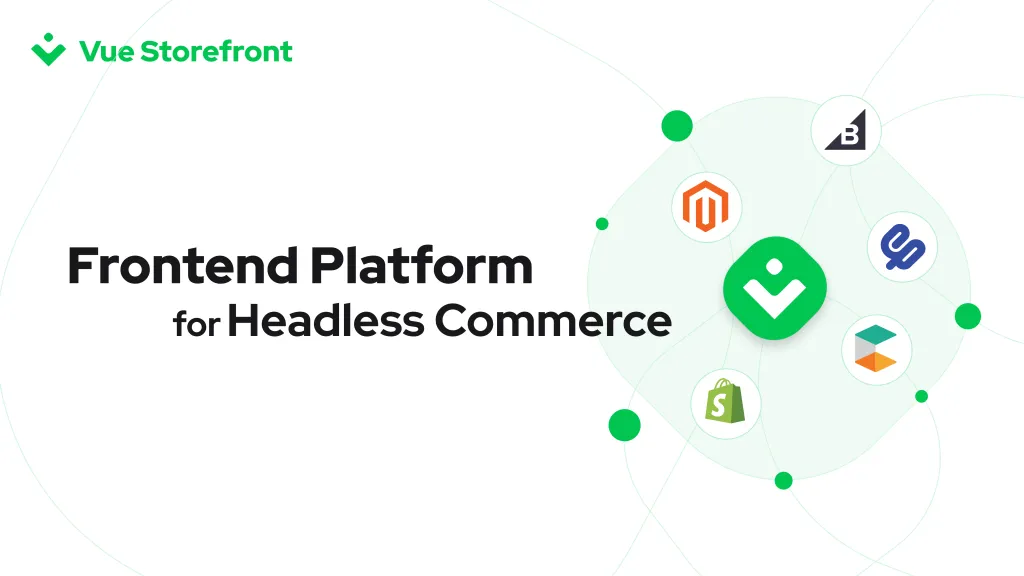 Vue Storefront
B
Frontend Platform
for Headless Commerce
S